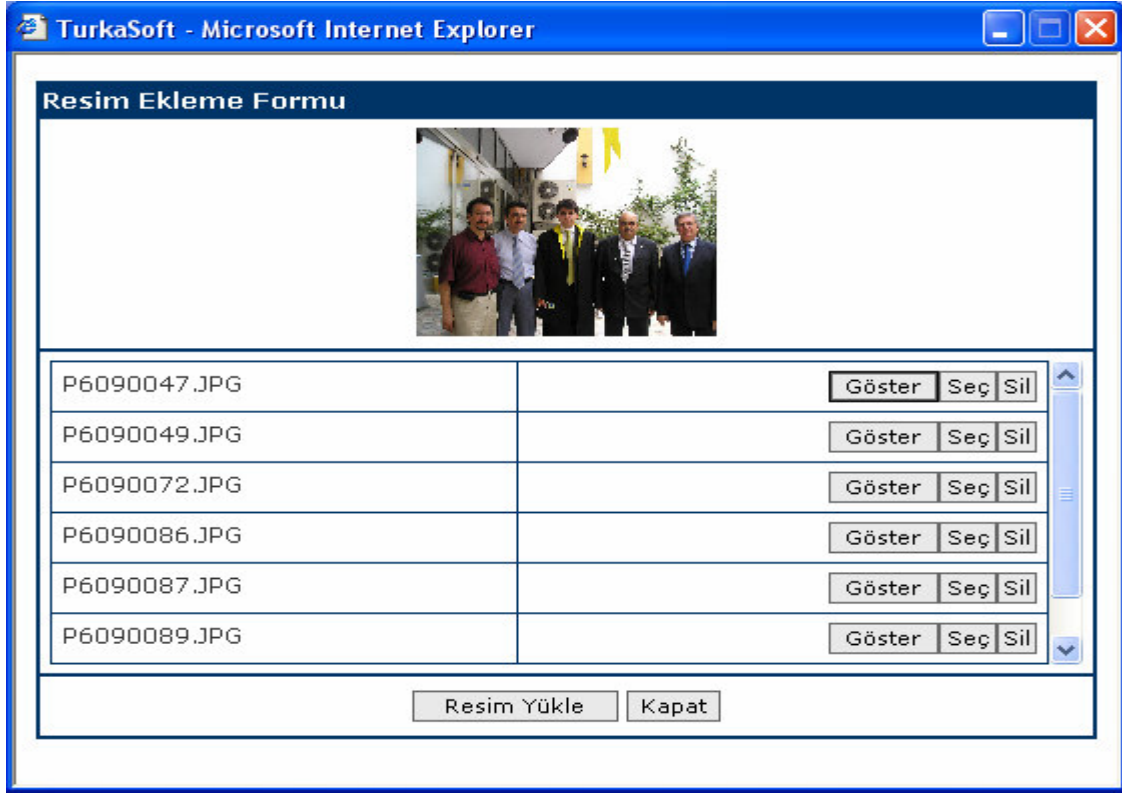 TurkaSoft - Microsoft Internet Explorer
Resim Ekleme Formu
P6090047.JPG Göster Seç Sil
P6090049.JPG Göster Seç Sil
P6090072.JPG Göster Seç Sil
P6090086.JPG Göster Seç Sil
P6090087.JPG Göster Seç Sil
P6090089.JPG Göster Seç Sil
Resim Yükle Kapat